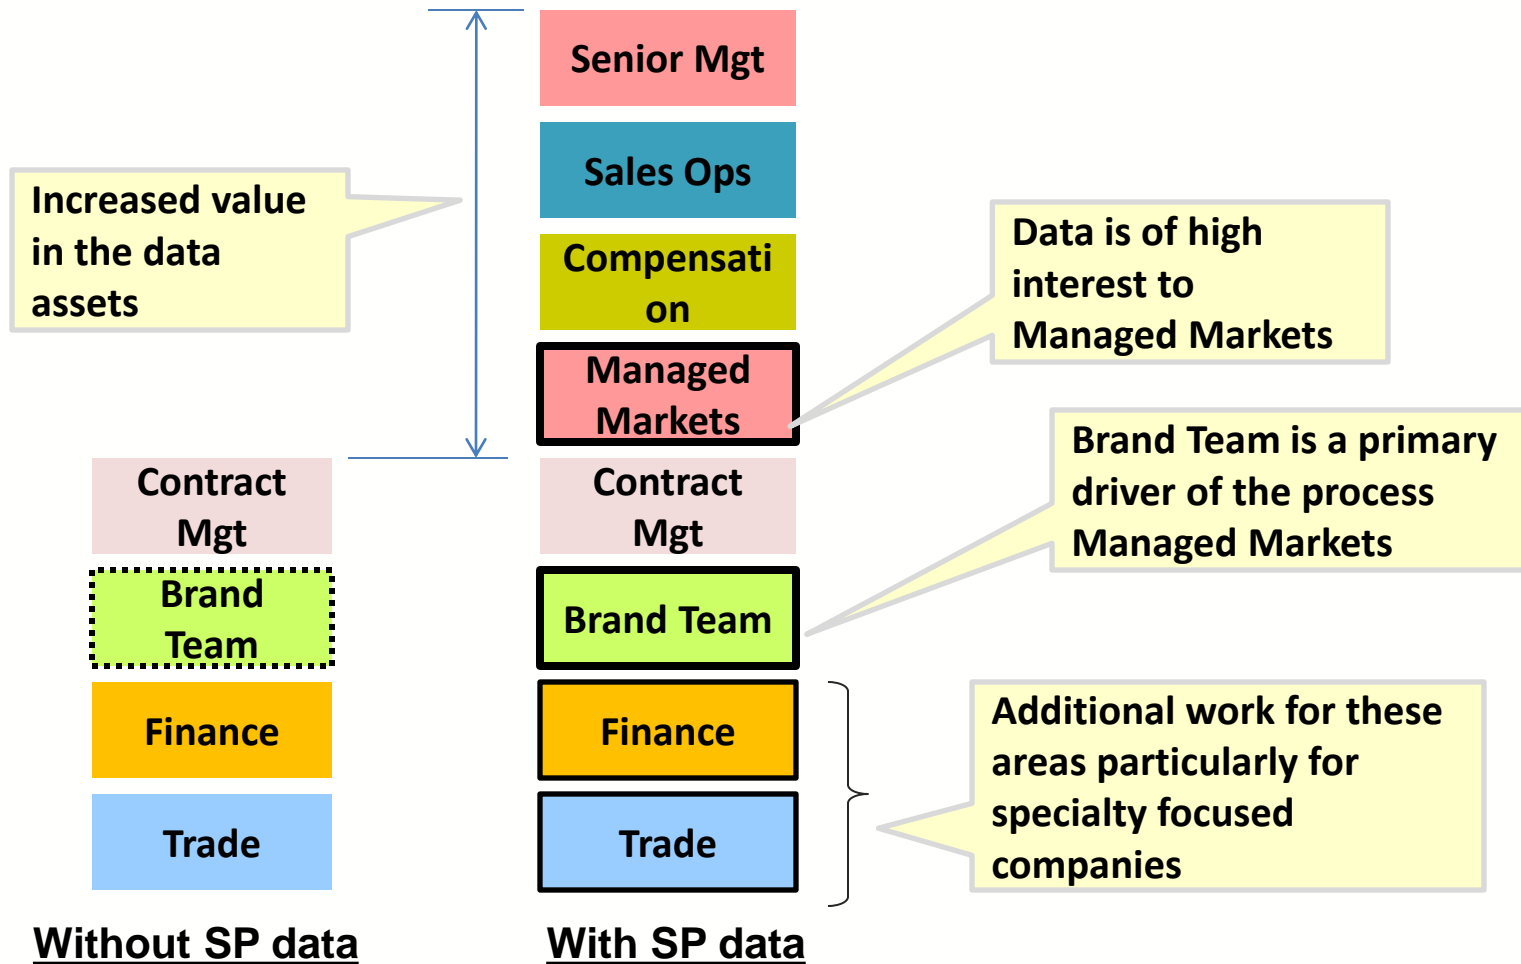 Senior Mgt
Sales Ops
Compensati
on
Managed
Markets
Contract
Mgt
Brand Team
Finance
Trade
With SP data
Contract
Mgt
Brand
Team
Finance
Trade
Without SP data
Increased value
in the data
assets
Data is of high
interest to
Managed Markets
Brand Team is a primary
driver of the process
Managed Markets
Additional work for these
areas particularly for
specialty focused
companies